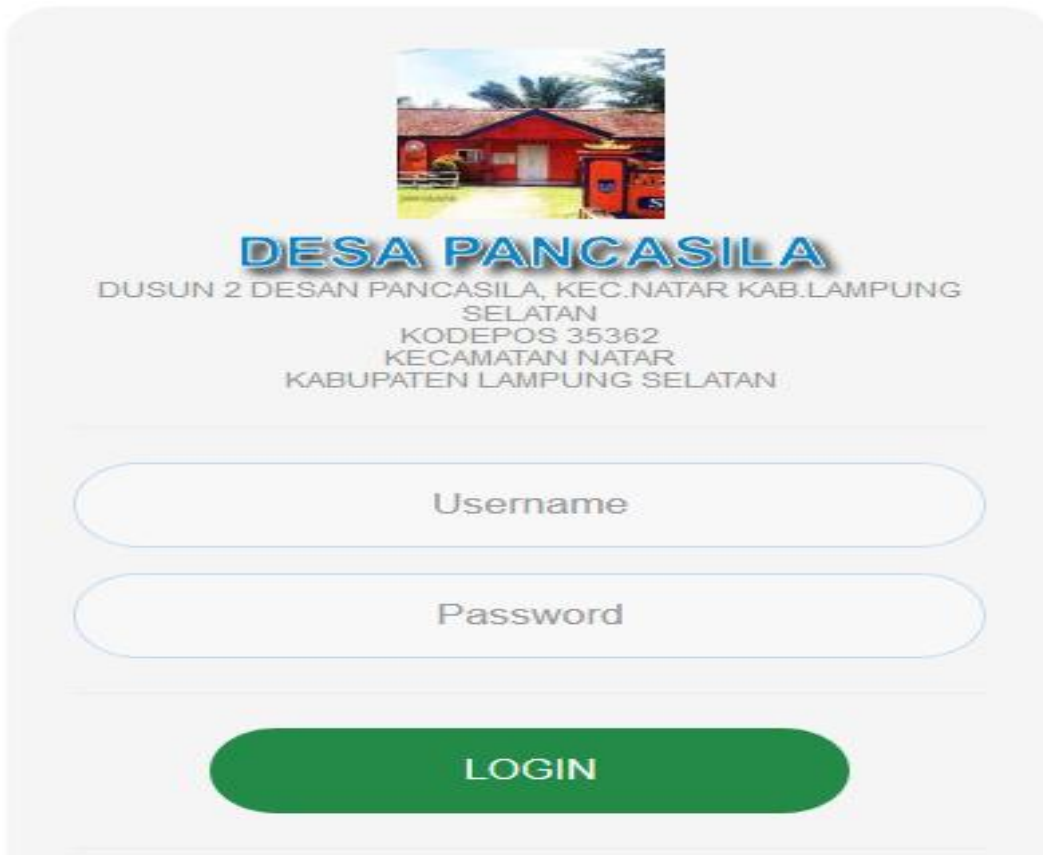 DESA PANCASILA
DUSUN 2 DESAN PANCASILA, KEC.NATAR KAB.LAMPUNG
SELATAN
KODEPOS 35362
KECAMATAN NATAR
KABUPATEN LAMPUNG SELATAN
Username
Password
LOGIN